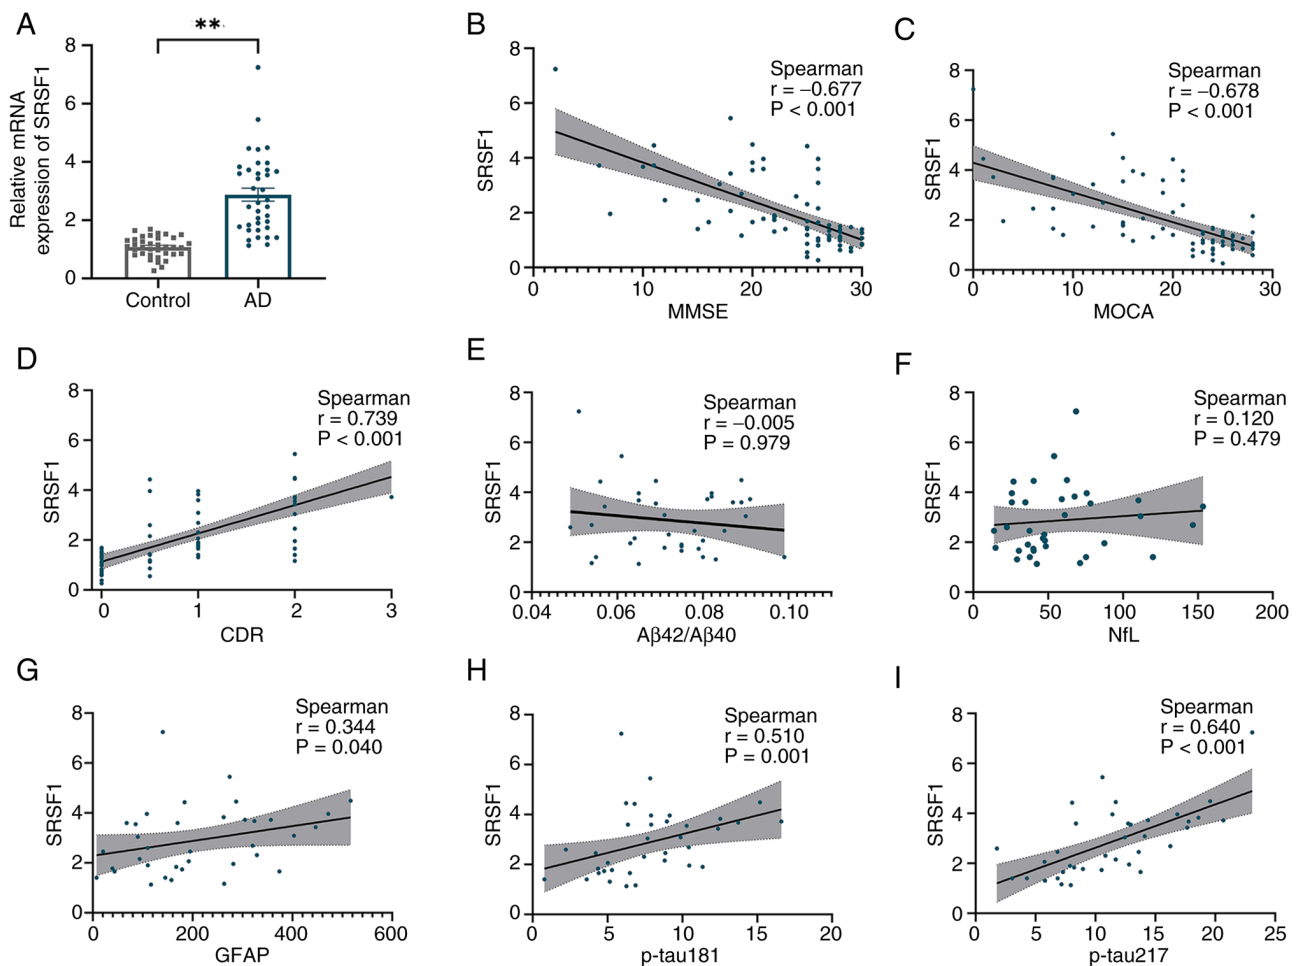 A
**
Relative mRNA
expression of SRSF1
8
6
4
2
0
Control
AD
B
Spearman
r = −0.677
P < 0.001
SRSF1
8
6
4
2
0
0
10
20
30
MMSE
C
Spearman
r = −0.678
P < 0.001
SRSF1
8
6
4
2
0
0
10
20
30
MOCA
D
Spearman
r = 0.739
P < 0.001
SRSF1
8
6
4
2
0
0
1
2
3
CDR
E
Spearman
r = −0.005
P = 0.979
SRSF1
8
6
4
2
0
0.04
0.06
0.08
0.10
Aβ42/Aβ40
F
Spearman
r = 0.120
P = 0.479
SRSF1
8
6
4
2
0
0
50
100
150
200
NfL
G
Spearman
r = 0.344
P = 0.040
SRSF1
8
6
4
2
0
0
200
400
600
GFAP
H
Spearman
r = 0.510
P = 0.001
SRSF1
8
6
4
2
0
0
5
10
15
20
p-tau181
I
Spearman
r = 0.640
P < 0.001
SRSF1
8
6
4
2
0
0
5
10
15
20
25
p-tau217